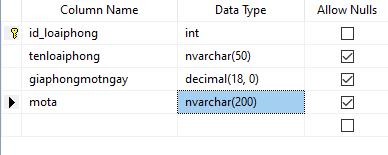 Column Name Data Type Allow Nulls
id_loaiphong int
tenloaiphong nvarchar(50)
giaphongmotngay decimal(18, 0)
mota nvarchar(200)